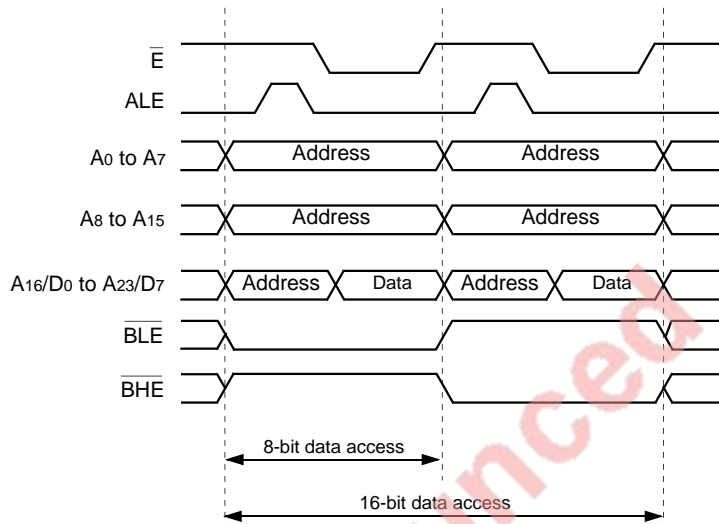 E
ALE
A0 to A7
Address
Address
A8 to A15
Address
Address
A16/D0 to A23/D7
Address
Data
Address
Data
BLE
BHE
8-bit data access
16-bit data access